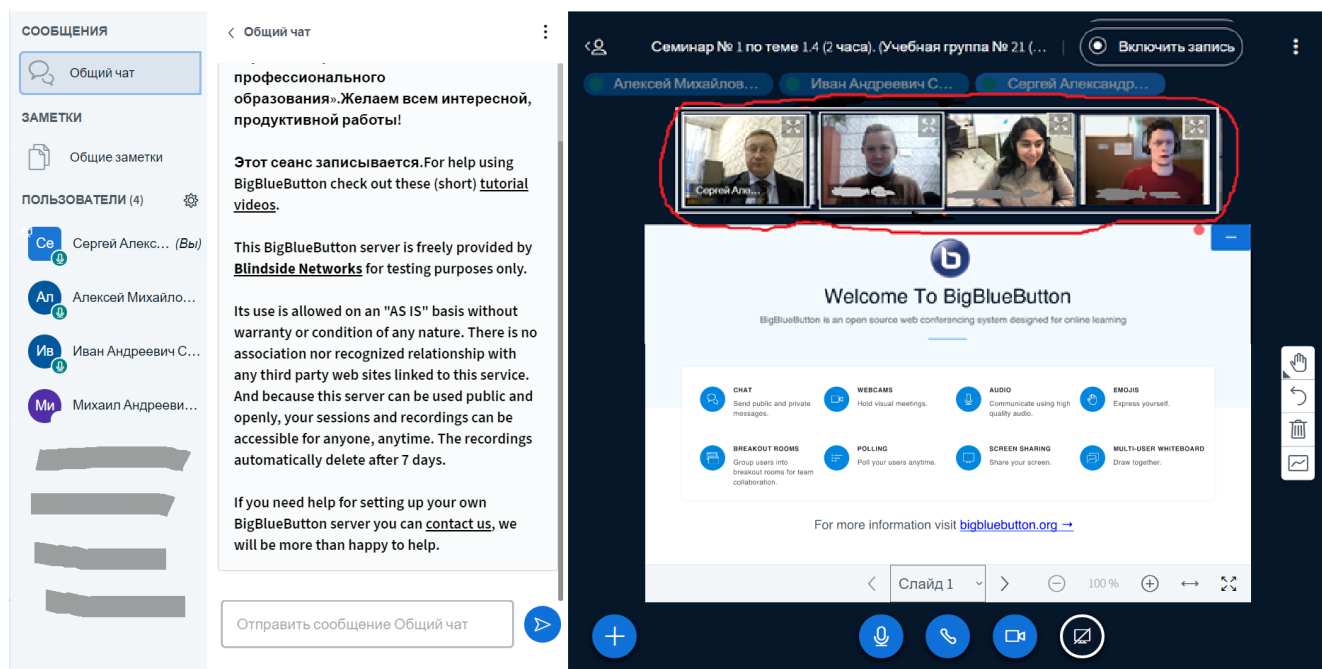 СООБЩЕНИЯ
Общий чат
ЗАМЕТКИ
Общие заметки
ПОЛЬЗОВАТЕЛИ (4)
Се
Сергей Алекс... (Вы)
Ал
Алексей Михайло...
Ив
Иван Андреевич С...
Ми
Михаил Андрееви...
Общий чат
профессионального
образования».Желаем всем интересной,
продуктивной работы!
Этот сеанс записывается.For help using
BigBlueButton check out these (short) tutorial
videos.
This BigBlueButton server is freely provided by
Blindside Networks for testing purposes only.
Its use is allowed on an "AS IS" basis without
warranty or condition of any nature. There is no
association nor recognized relationship with
any third party web sites linked to this service.
And because this server can be used public and
openly, your sessions and recordings can be
accessible for anyone, anytime. The recordings
automatically delete after 7 days.
If you need help for setting up your own
BigBlueButton server you can contact us, we
will be more than happy to help.
Отправить сообщение Общий чат
Семинар № 1 по теме 1.4 (2 часа). (Учебная группа № 21 (...
Включить запись
Алексей Михайлов...
Иван Андреевич С...
Сергей Александр...
Сергей Але...
b
Welcome To BigBlueButton
BigBlueButton is an open source web conferencing system designed for online learning
CHAT
Send public and private
messages.
WEBCAMS
Hold visual meetings.
AUDIO
Communicate using high
quality audio.
EMOJIS
Express yourself.
BREAKOUT ROOMS
Group users into
breakout rooms for team
collaboration.
POLLING
Poll your users anytime.
SCREEN SHARING
Share your screen.
MULTI-USER WHITEBOARD
Draw together.
For more information visit bigbluebutton.org →
Слайд 1
100 %